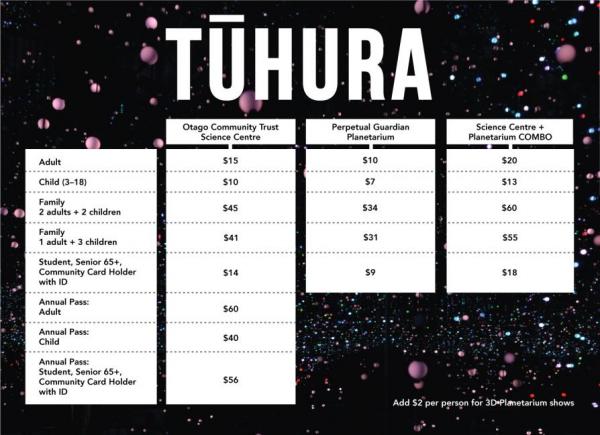 TŪHURA
Otago Community Trust
Science Centre
Perpetual Guardian
Planetarium
Science Centre +
Planetarium COMBO
Adult
$15
$10
$20
Child (3–18)
$10
$7
$13
Family
2 adults + 2 children
$45
$34
$60
Family
1 adult + 3 children
$41
$31
$55
Student, Senior 65+,
Community Card Holder
with ID
$14
$9
$18
Annual Pass:
Adult
$60
Annual Pass:
Child
$40
Annual Pass:
Student, Senior 65+,
Community Card Holder
with ID
$56
Add $2 per person for 3D Planetarium shows